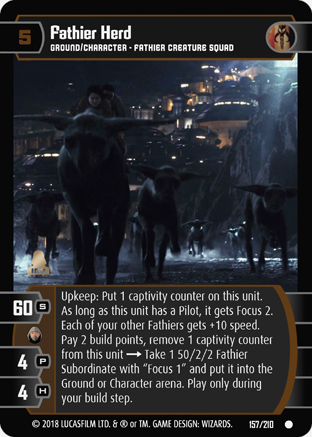 5
Fathier Herd
GROUND/CHARACTER - FATHIER CREATURE SQUAD
60 S
4 P
4 H
Upkeep: Put 1 captivity counter on this unit.
As long as this unit has a Pilot, it gets Focus 2.
Each of your other Fathiers gets +10 speed.
Pay 2 build points, remove 1 captivity counter
from this unit → Take 1 50/2/2 Fathier
Subordinate with “Focus 1” and put it into the
Ground or Character arena. Play only during
your build step.
© 2018 LUCASFILM LTD. & ® or TM. GAME DESIGN: WIZARDS.
157/210